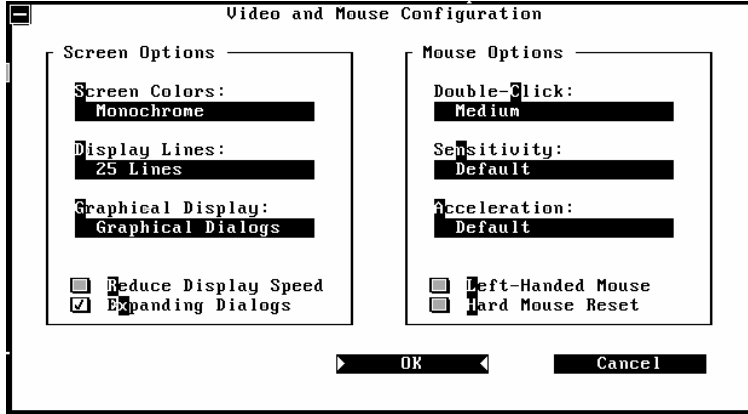 Video and Mouse Configuration
Screen Options
Screen Colors:
Monochrome
Display Lines:
25 Lines
Graphical Display:
Graphical Dialogs
Reduce Display Speed
Expanding Dialogs
Mouse Options
Double-Click:
Medium
Sensitivity:
Default
Acceleration:
Default
Left-Handed Mouse
Hard Mouse Reset
OK
Cancel